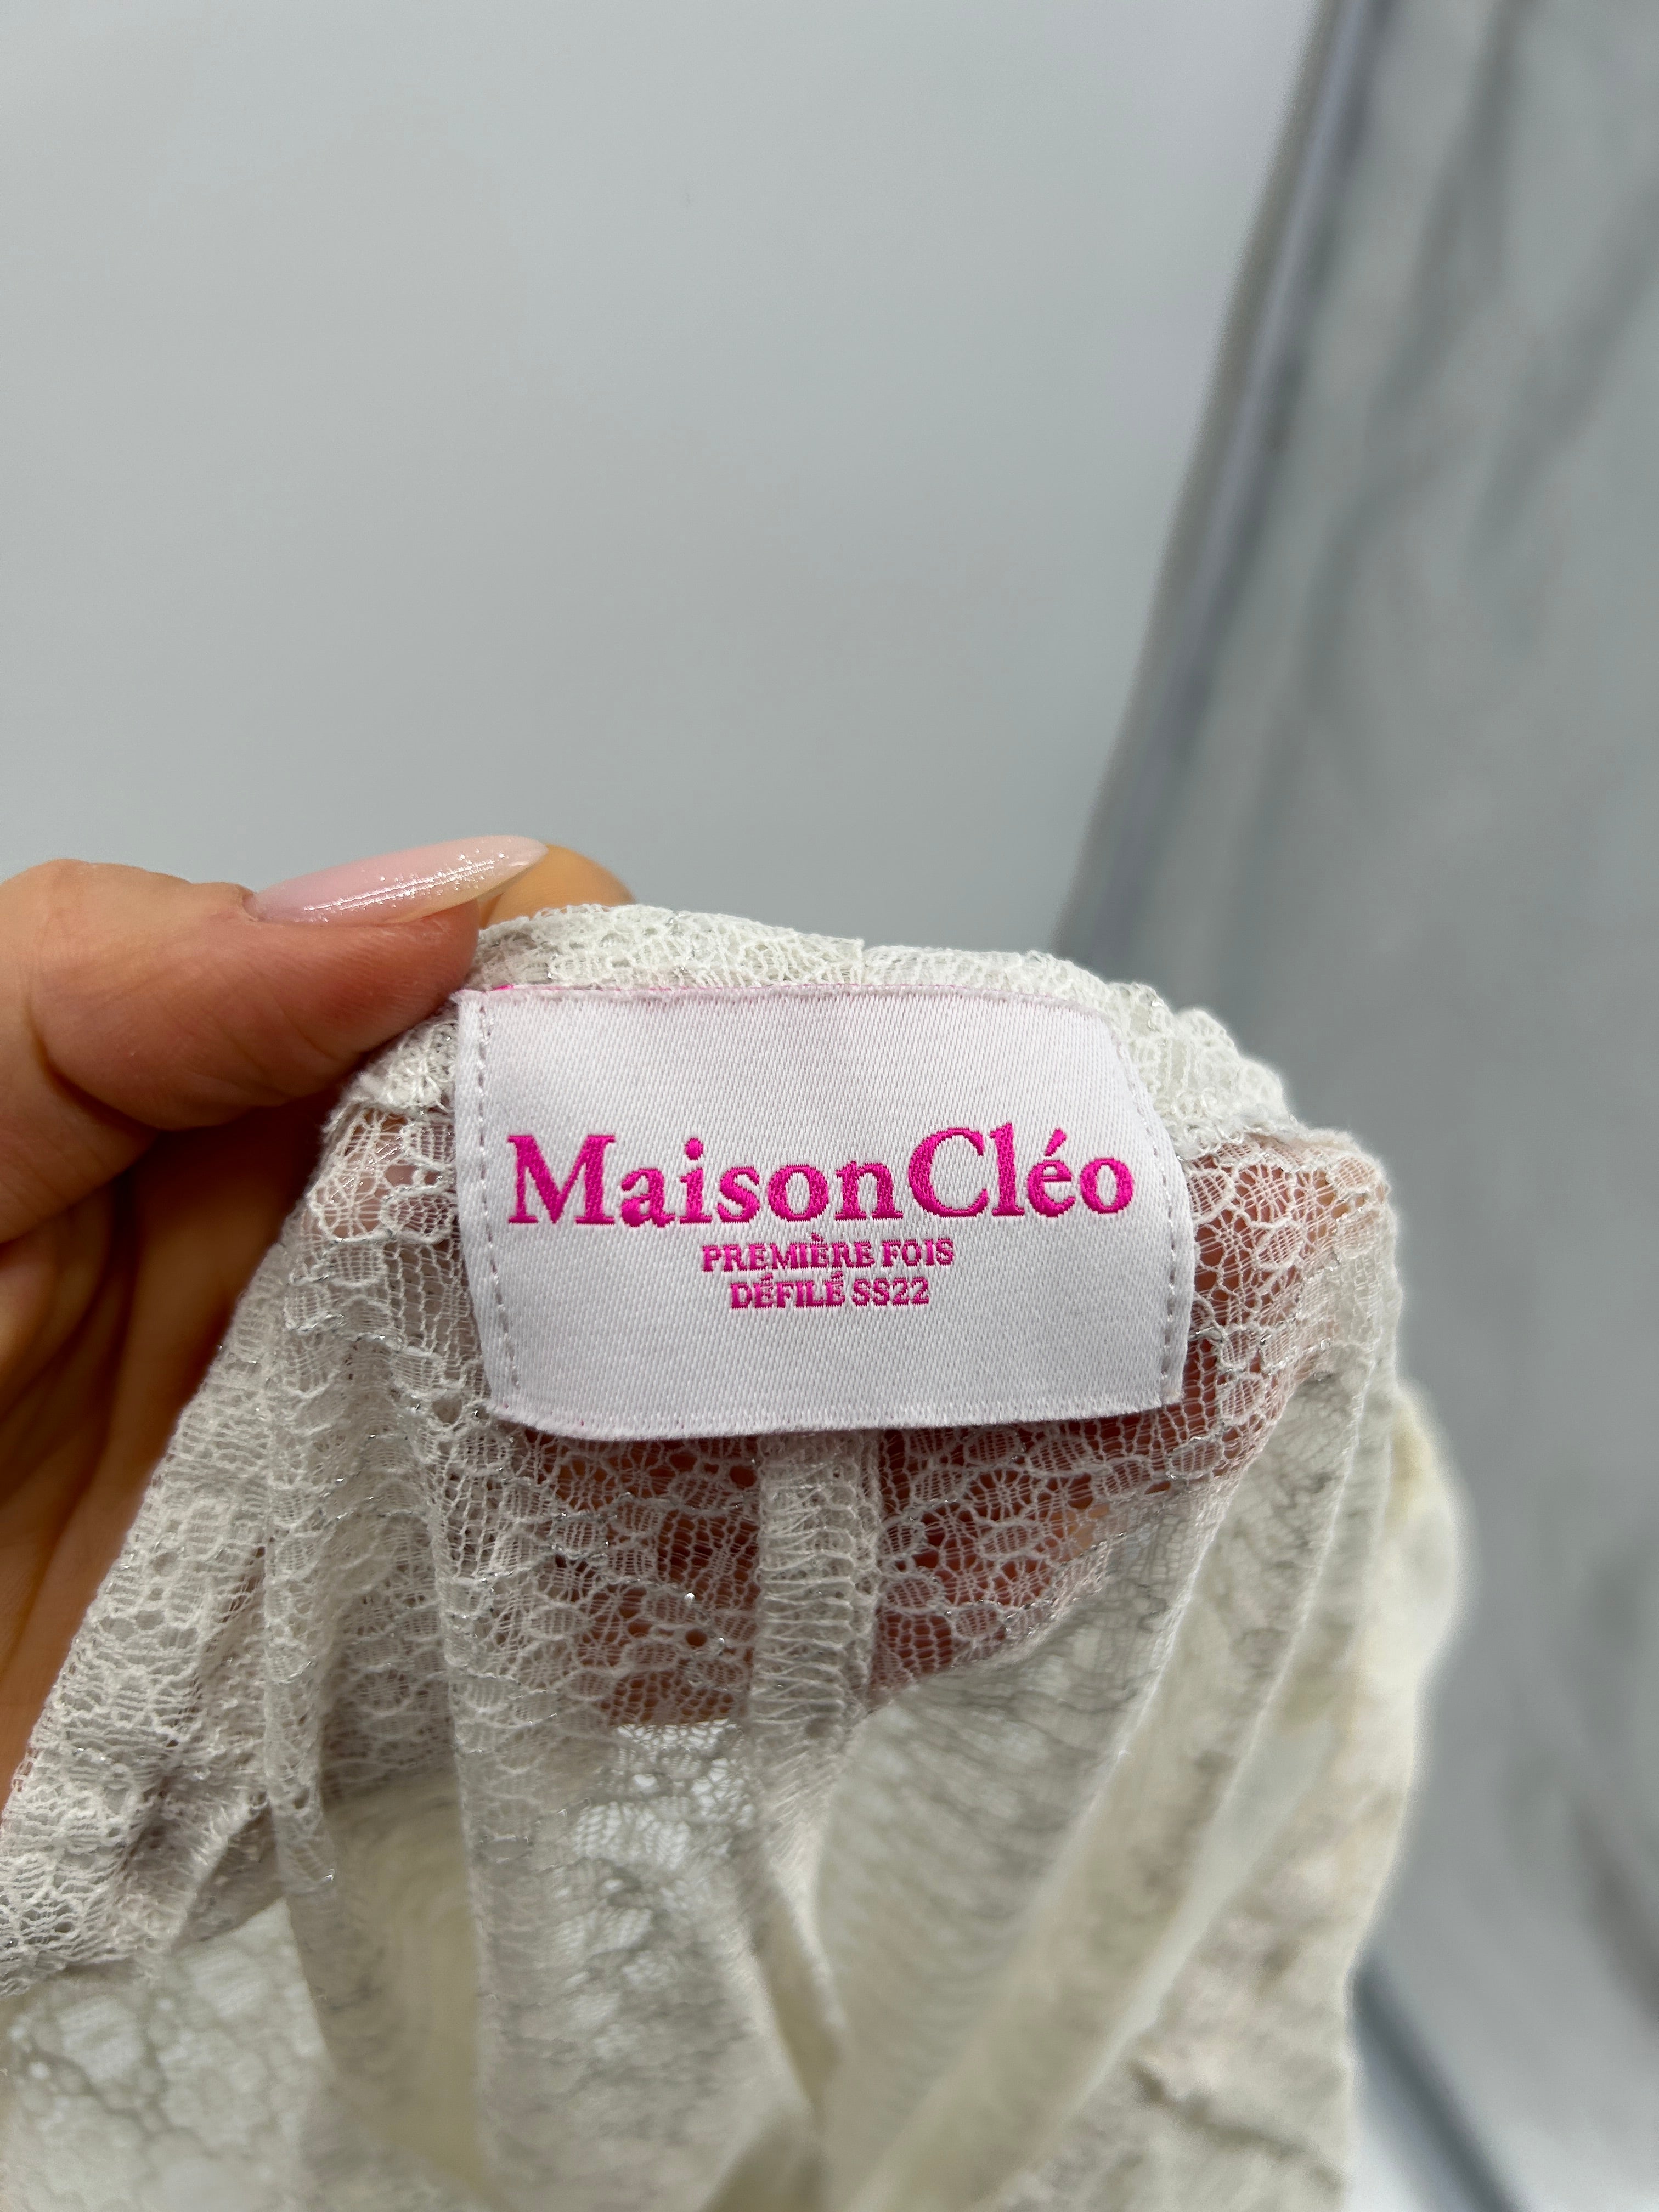 MaisonCléo
PREMIÈRE FOIS
DÉFILÉ SS22